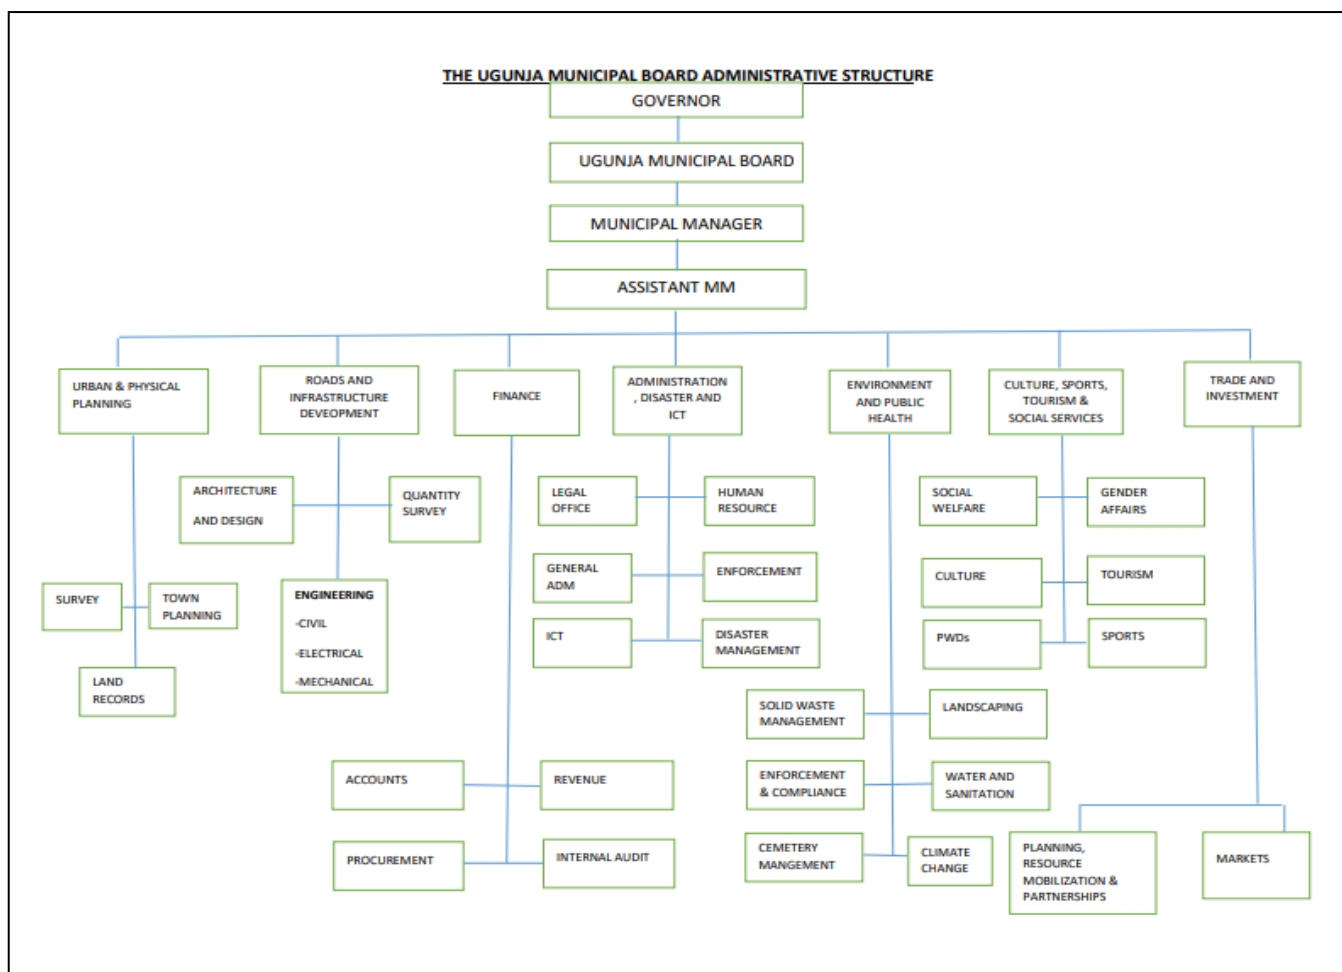 THE UGUNJA MUNICIPAL BOARD ADMINISTRATIVE STRUCTURE
GOVERNOR
UGUNJA MUNICIPAL BOARD
MUNICIPAL MANAGER
ASSISTANT MM
URBAN & PHYSICAL
PLANNING
ROADS AND
INFRASTRUCTURE
DEVEOPMENT
FINANCE
ADMINISTRATION
, DISASTER AND
ICT
ENVIRONMENT
AND PUBLIC
HEALTH
CULTURE, SPORTS,
TOURISM &
SOCIAL SERVICES
TRADE AND
INVESTMENT
ARCHITECTURE
AND DESIGN
QUANTITY
SURVEY
LEGAL
OFFICE
HUMAN
RESOURCE
SOCIAL
WELFARE
GENDER
AFFAIRS
GENERAL
ADM
ENFORCEMENT
CULTURE
TOURISM
SURVEY
TOWN
PLANNING
ENGINEERING
-CIVIL
-ELECTRICAL
-MECHANICAL
ICT
DISASTER
MANAGEMENT
PWDs
SPORTS
LAND
RECORDS
SOLID WASTE
MANAGEMENT
LANDSCAPING
ACCOUNTS
REVENUE
ENFORCEMENT
& COMPLIANCE
WATER AND
SANITATION
PROCUREMENT
INTERNAL AUDIT
CEMETERY
MANGEMENT
CLIMATE
CHANGE
PLANNING,
RESOURCE
MOBILIZATION &
PARTNERSHIPS
MARKETS